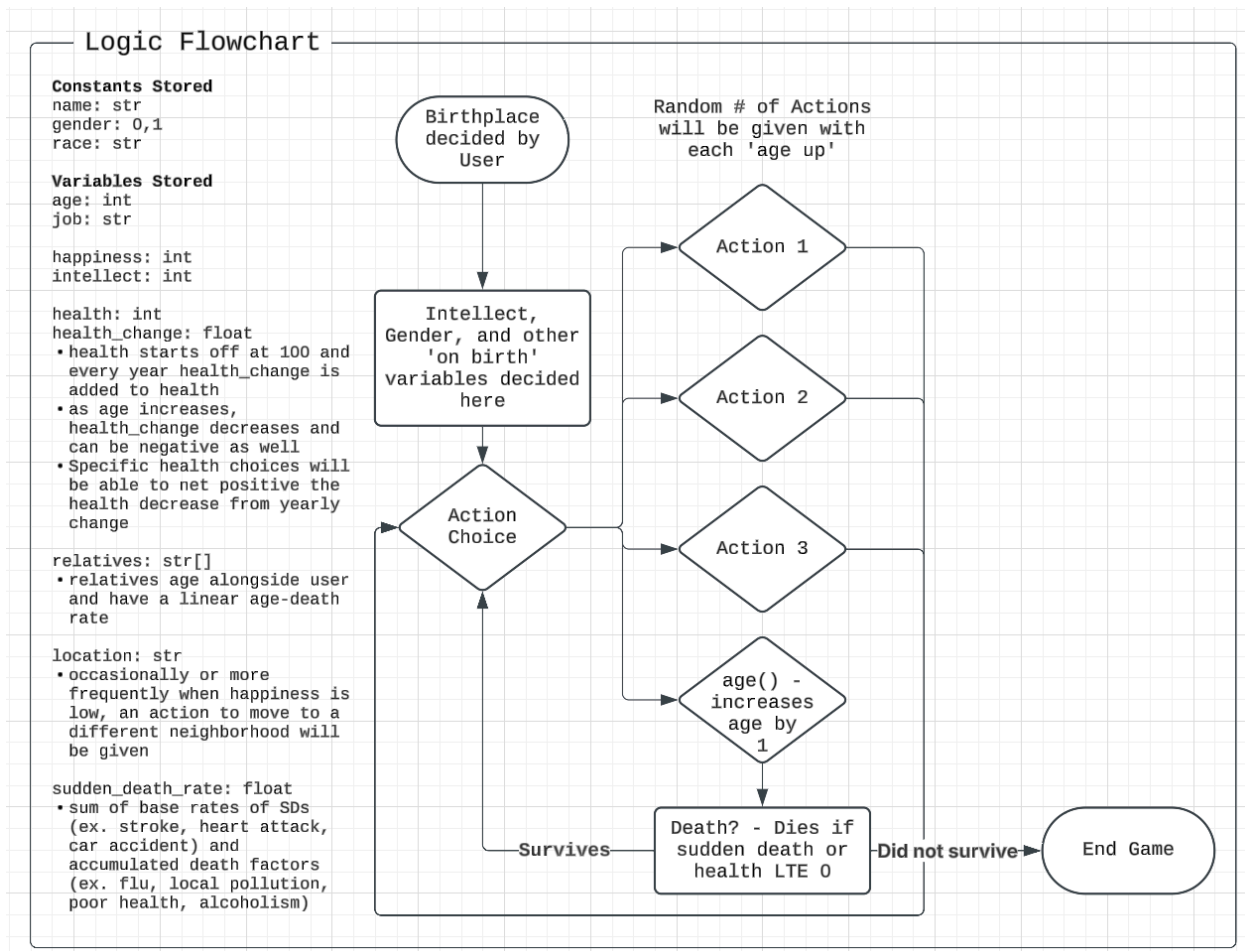 Logic Flowchart
Constants Stored
name: str
gender: 0,1
race: str
Variables Stored
age: int
job: str
happiness: int
intellect: int
health: int
health_change: float
• health starts off at 100 and
every year health_change is
added to health
• as age increases,
health_change decreases and
can be negative as well
• Specific health choices will
be able to net positive the
health decrease from yearly
change
relatives: str[]
• relatives age alongside user
and have a linear age-death
rate
location: str
• occasionally or more
frequently when happiness is
low, an action to move to a
different neighborhood will
be given
sudden_death_rate: float
• sum of base rates of SDs
(ex. stroke, heart attack,
car accident) and
accumulated death factors
(ex. flu, local pollution,
poor health, alcoholism)
Birthplace
decided by
User
Intellect,
Gender, and other
'on birth'
variables decided
here
Action
Choice
Random # of Actions
will be given with
each 'age up'
Action 1
Action 2
Action 3
age() -
increases
age by
1
Death? - Dies if
sudden death or
health LTE 0
Survives
Did not survive
End Game